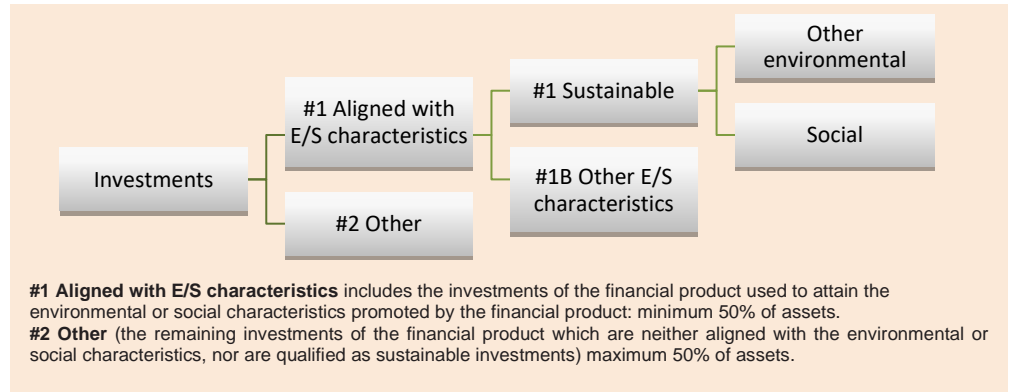 Other
environmental
#1 Sustainable
#1 Aligned with
E/S characteristics
Social
Investments
#1B Other E/S
characteristics
#2 Other
#1 Aligned with E/S characteristics includes the investments of the financial product used to attain the
environmental or social characteristics promoted by the financial product: minimum 50% of assets.
#2 Other (the remaining investments of the financial product which are neither aligned with the environmental or
social characteristics, nor are qualified as sustainable investments) maximum 50% of assets.